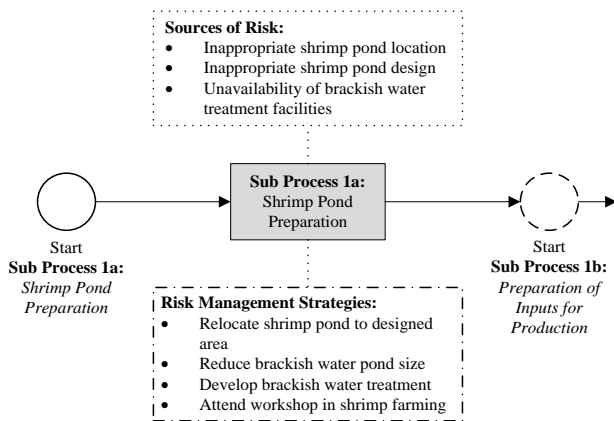 Sources of Risk:
• Inappropriate shrimp pond location
• Inappropriate shrimp pond design
• Unavailability of brackish water
treatment facilities
Sub Process 1a:
Shrimp Pond
Preparation
Start
Sub Process 1a:
Shrimp Pond
Preparation
Start
Sub Process 1b:
Preparation of
Inputs for
Production
Risk Management Strategies:
• Relocate shrimp pond to designed
area
• Reduce brackish water pond size
• Develop brackish water treatment
• Attend workshop in shrimp farming